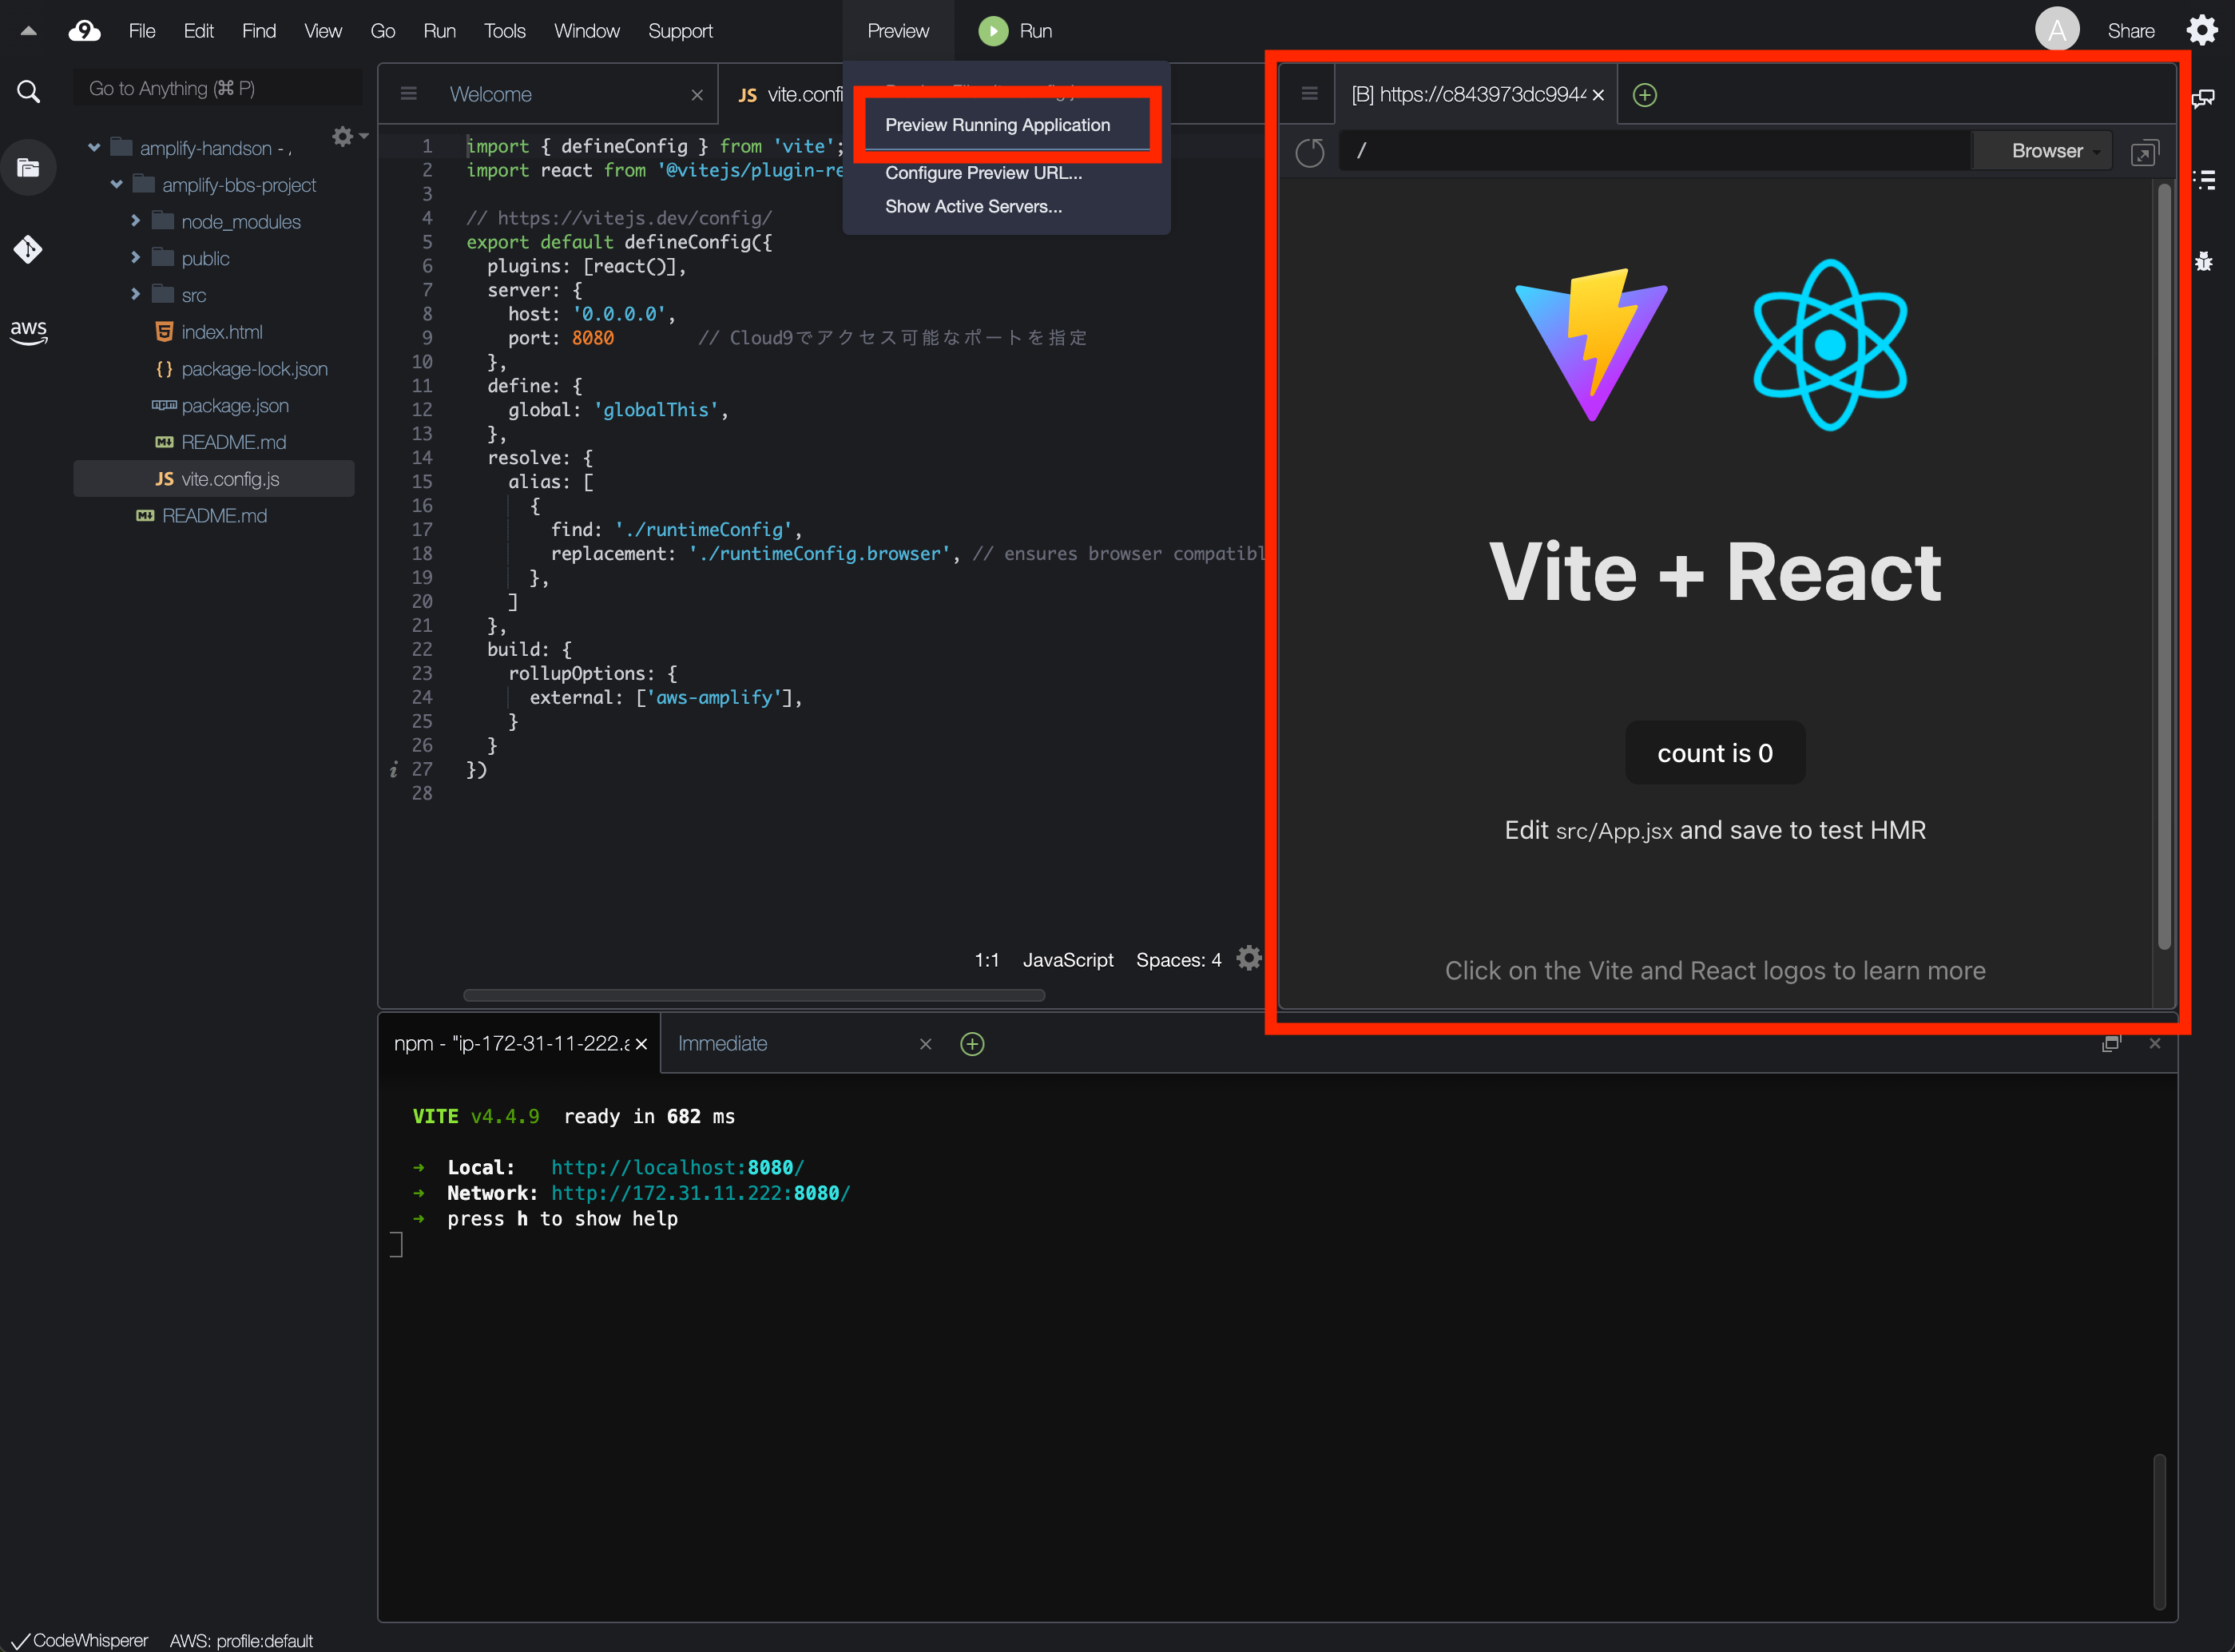 File Edit Find View Go Run Tools Window Support Preview Run A Share
Go to Anything (⌘ P)
amplify-handson - .
amplify-bbs-project
node_modules
public
src
index.html
package-lock.json
package.json
README.md
JS vite.config.js
README.md
aws
Welcome
JS vite.confi
Preview Running Application
Configure Preview URL...
Show Active Servers...
1 import { defineConfig } from 'vite';
2 import react from '@vitejs/plugin-re
3
4 // https://vitejs.dev/config/
5 export default defineConfig({
6 plugins: [react()],
7 server: {
8 host: '0.0.0.0',
9 port: 8080 // Cloud9でアクセス可能なポートを指定
10 },
11 define: {
12 global: 'globalThis',
13 },
14 resolve: {
15 alias: [
16 {
17 find: './runtimeConfig',
18 replacement: './runtimeConfig.browser', // ensures browser compatibl
19 },
20 ]
21 },
22 build: {
23 rollupOptions: {
24 external: ['aws-amplify'],
25 }
26 }
27 })
28
1:1 JavaScript Spaces: 4
[B] https://c843973dc9944
/
Browser
Vite + React
count is 0
Edit src/App.jsx and save to test HMR
Click on the Vite and React logos to learn more
npm - "ip-172-31-11-222.a
Immediate
VITE v4.4.9 ready in 682 ms
➜ Local: http://localhost:8080/
➜ Network: http://172.31.11.222:8080/
➜ press h to show help
CodeWhisperer AWS: profile:default